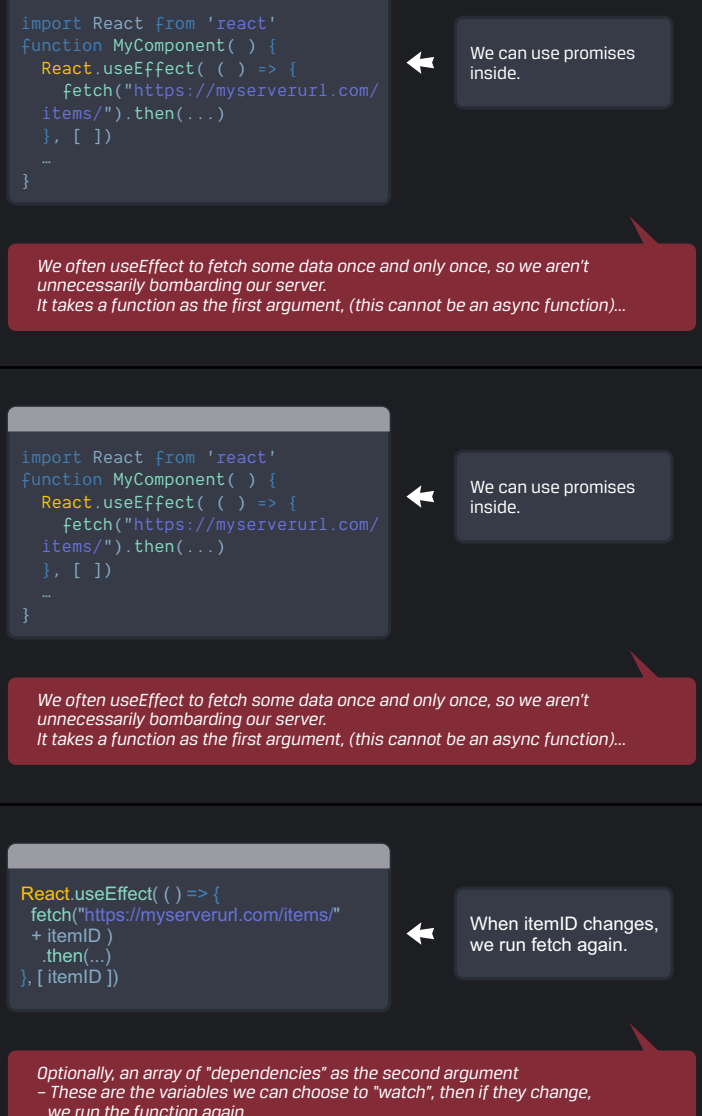 import React from 'react'
function MyComponent( ) {
React.useEffect( ( ) => {
fetch("https://myserverurl.com/
items/").then(...)
}, [ ])
…
}
We can use promises
inside.
We often useEffect to fetch some data once and only once, so we aren't
unnecessarily bombarding our server.
It takes a function as the first argument, (this cannot be an async function)...
import React from 'react'
function MyComponent( ) {
React.useEffect( ( ) => {
fetch("https://myserverurl.com/
items/").then(...)
}, [ ])
…
}
We can use promises
inside.
We often useEffect to fetch some data once and only once, so we aren't
unnecessarily bombarding our server.
It takes a function as the first argument, (this cannot be an async function)...
React.useEffect( ( ) => {
fetch("https://myserverurl.com/items/"
+ itemID )
.then(...)
}, [ itemID ])
When itemID changes,
we run fetch again.
Optionally, an array of "dependencies" as the second argument
– These are the variables we can choose to "watch", then if they change,
we run the function again